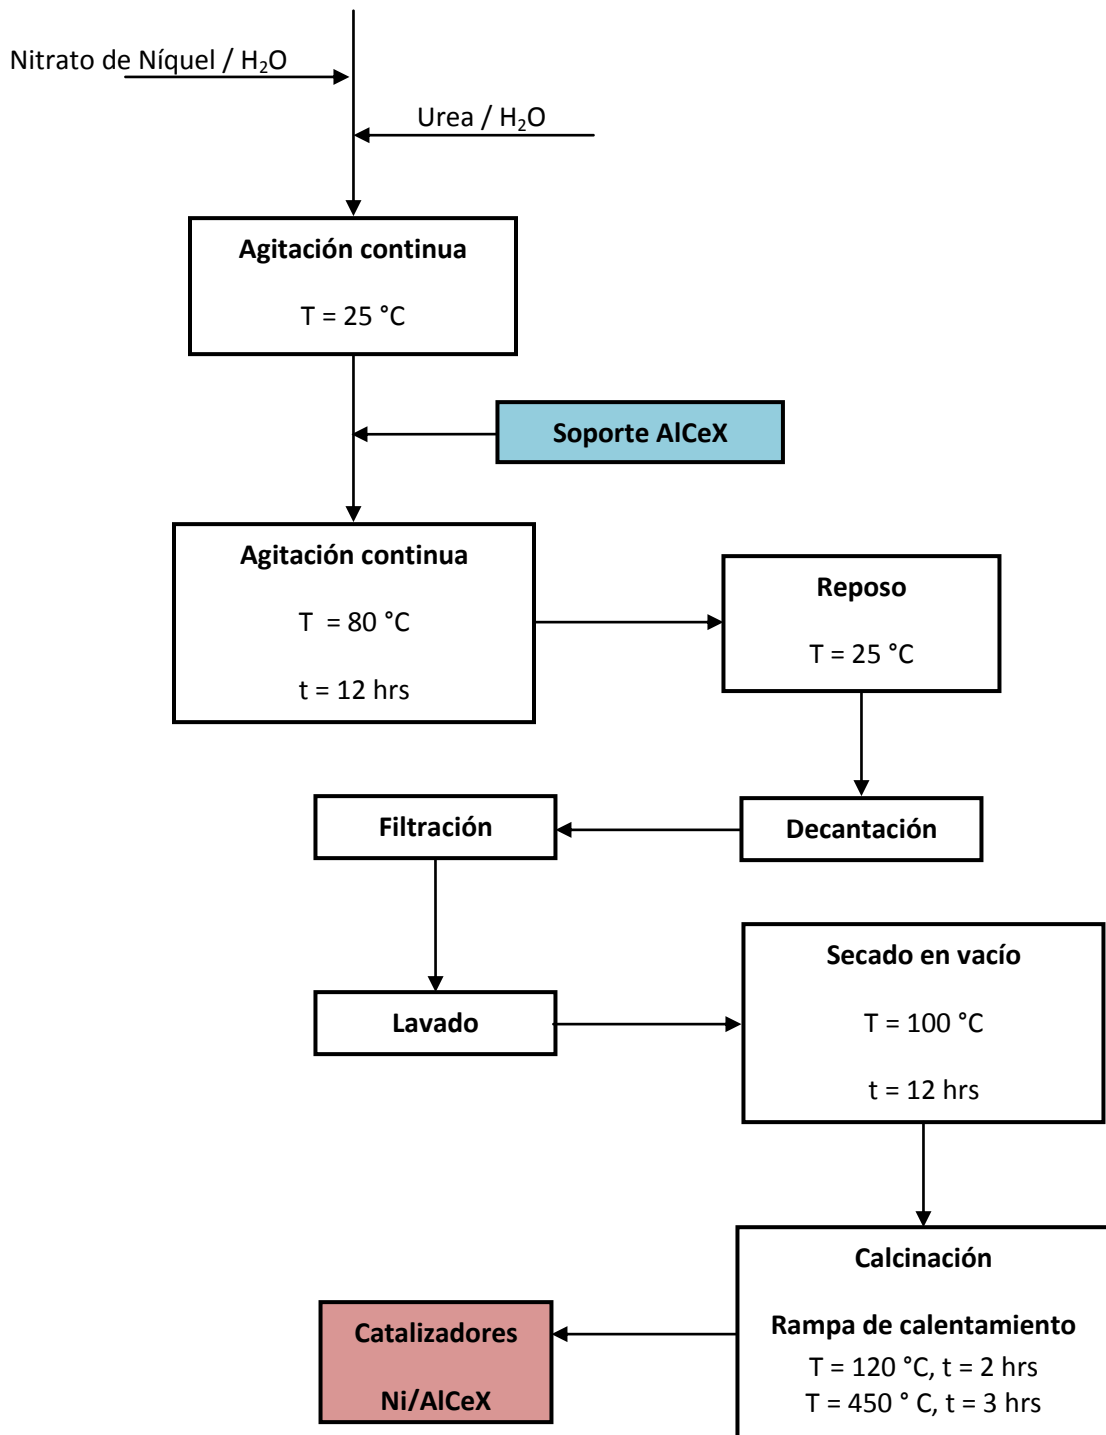 Nitrato de Níquel / H₂O
Urea / H₂O
Agitación continua
T = 25 °C
Soporte AlCeX
Agitación continua
T = 80 °C
t = 12 hrs
Reposo
T = 25 °C
Decantación
Filtración
Lavado
Secado en vacío
T = 100 °C
t = 12 hrs
Calcinación
Rampa de calentamiento
T = 120 °C, t = 2 hrs
T = 450 ° C, t = 3 hrs
Catalizadores
Ni/AlCeX